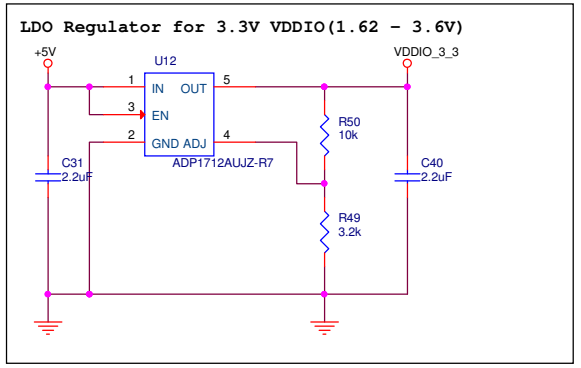 LDO Regulator for 3.3V VDDIO(1.62 – 3.6V)
+5V
VDDIO_3_3
U12
1 IN OUT 5
3 EN
2 GND ADJ 4
ADP1712AUJZ-R7
R50
10k
C31
2.2uF
C40
2.2uF
R49
3.2k